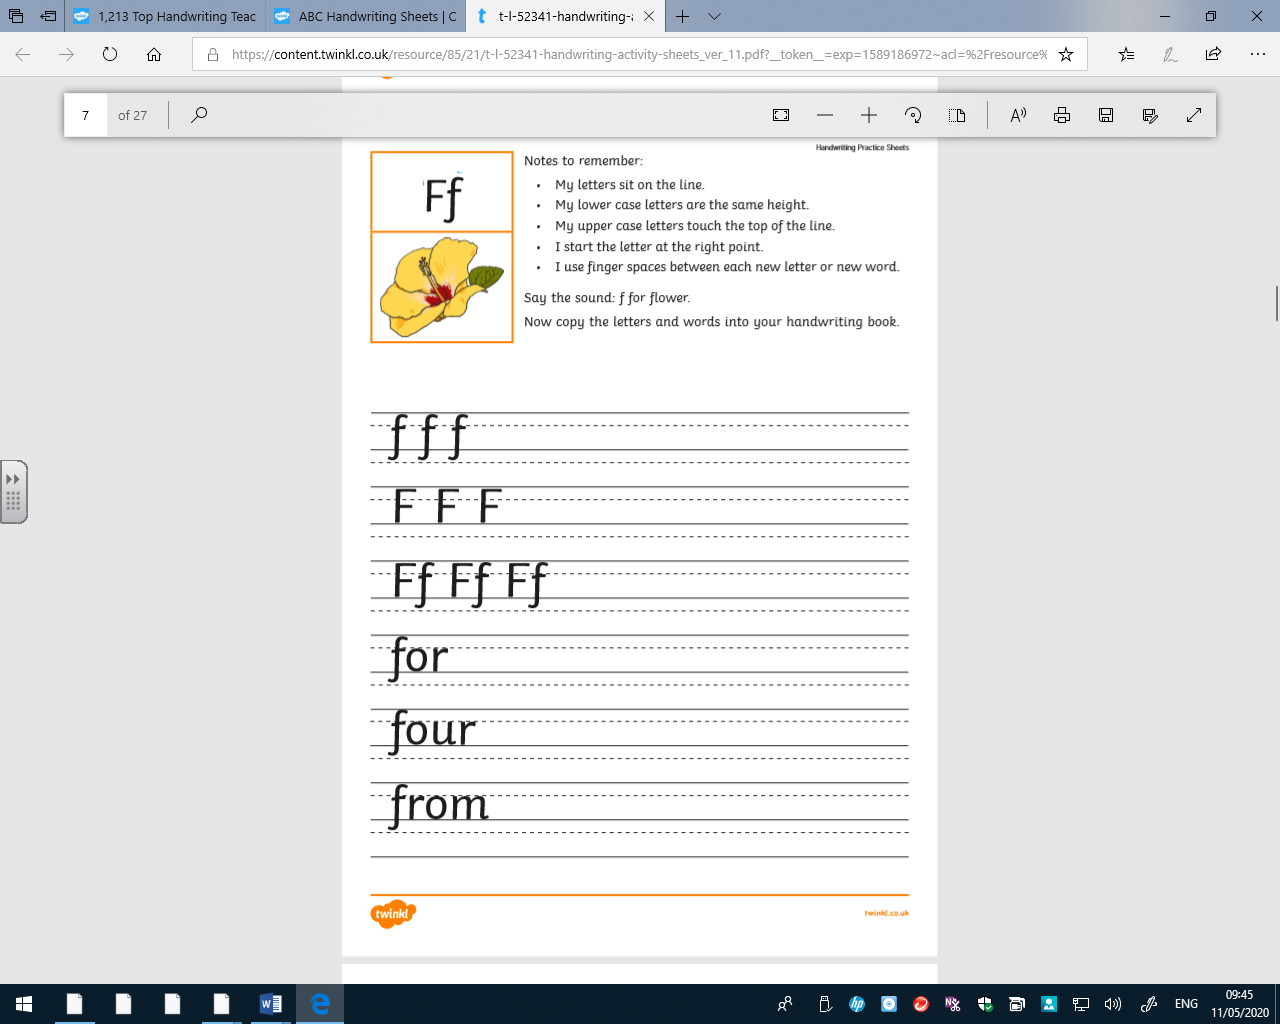 1,213 Top Handwriting Teac
ABC Handwriting Sheets | C
t-l-52341-handwriting-a
https://content.twinkl.co.uk/resource/85/21/t-l-52341-handwriting-activity-sheets_ver_11.pdf?__token__=exp=1589186972~acl=%2Fresource%
7 of 27
Handwriting Practice Sheets
Ff
Notes to remember:
• My letters sit on the line.
• My lower case letters are the same height.
• My upper case letters touch the top of the line.
• I start the letter at the right point.
• I use finger spaces between each new letter or new word.
Say the sound: f for flower.
Now copy the letters and words into your handwriting book.
f f f
F F F
Ff Ff Ff
for
four
from
twinkl
twinkl.co.uk
ENG
09:45
11/05/2020